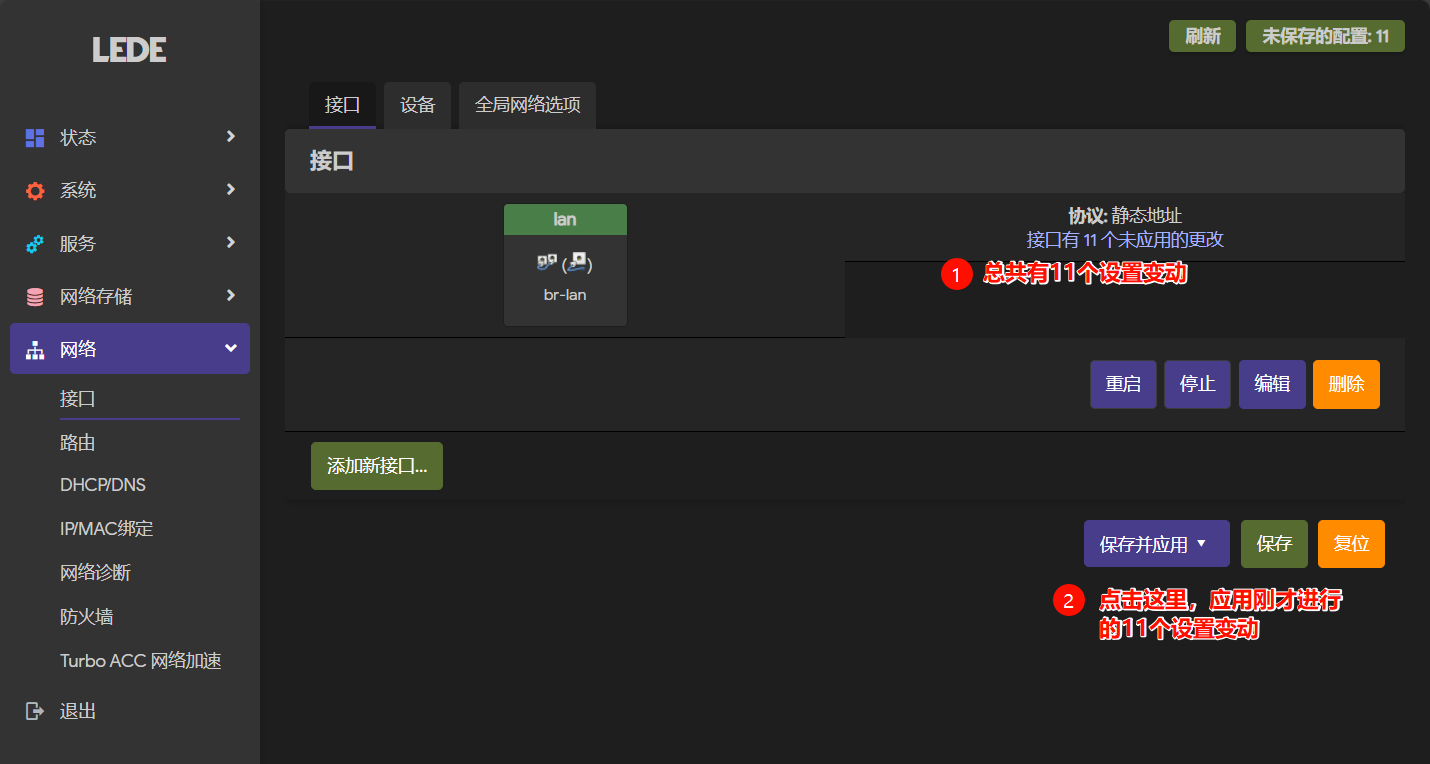 LEDE
刷新
未保存的配置: 11
状态
系统
服务
网络存储
网络
接口
路由
DHCP/DNS
IP/MAC绑定
网络诊断
防火墙
Turbo ACC 网络加速
退出
接口
设备
全局网络选项
接口
lan
br-lan
协议: 静态地址
接口有 11 个未应用的更改
1 总共有11个设置变动
重启
停止
编辑
删除
添加新接口...
保存并应用
保存
复位
2 点击这里，应用刚才进行
的11个设置变动